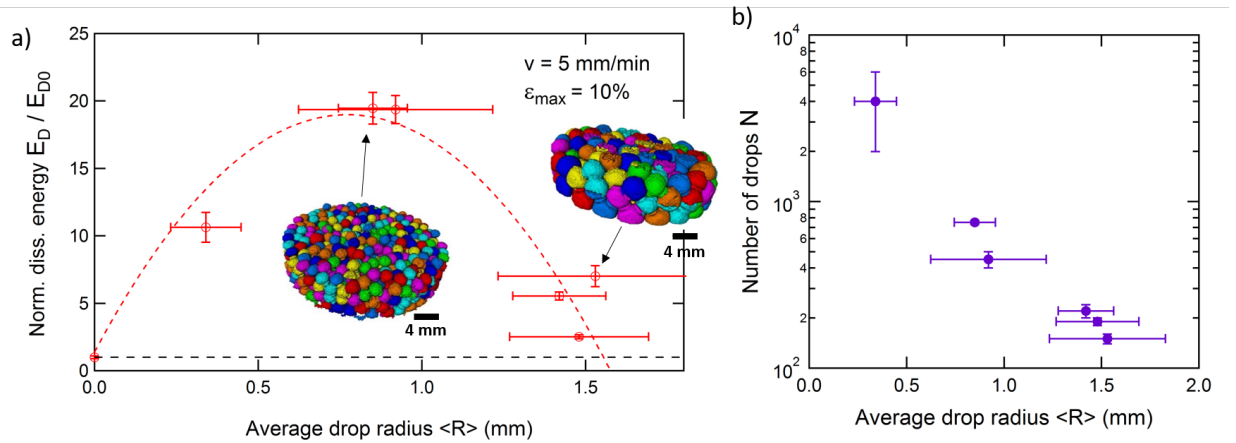 a)
Norm. diss. energy E_D / E_D0
25
20
15
10
5
0
0.0
0.5
1.0
1.5
Average drop radius <R> (mm)
v = 5 mm/min
ε_max = 10%
4 mm
4 mm
b)
Number of drops N
10^4
6
4
2
10^3
8
6
4
2
10^2
0.0
0.5
1.0
1.5
2.0
Average drop radius <R> (mm)